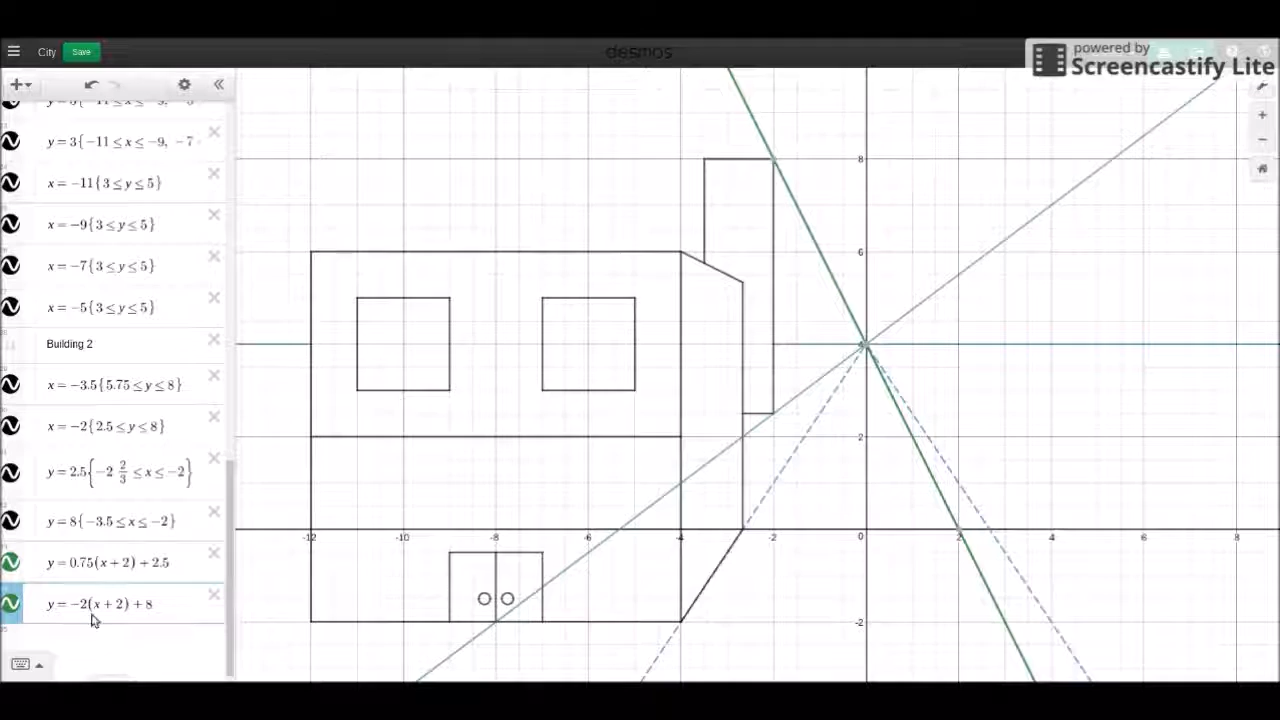 City
Save
desmos
powered by
Screencastify Lite
y = 3{−11 ≤ x ≤ −9, −7
x = −11{3 ≤ y ≤ 5}
x = −9{3 ≤ y ≤ 5}
x = −7{3 ≤ y ≤ 5}
x = −5{3 ≤ y ≤ 5}
Building 2
x = −3.5{5.75 ≤ y ≤ 8}
x = −2{2.5 ≤ y ≤ 8}
y = 2.5{−2 2/3 ≤ x ≤ −2}
y = 8{−3.5 ≤ x ≤ −2}
y = 0.75(x + 2) + 2.5
y = −2(x + 2) + 8
8
6
4
2
-12 -10 -8 -6 -4 -2 0 2 4 6 8
-2